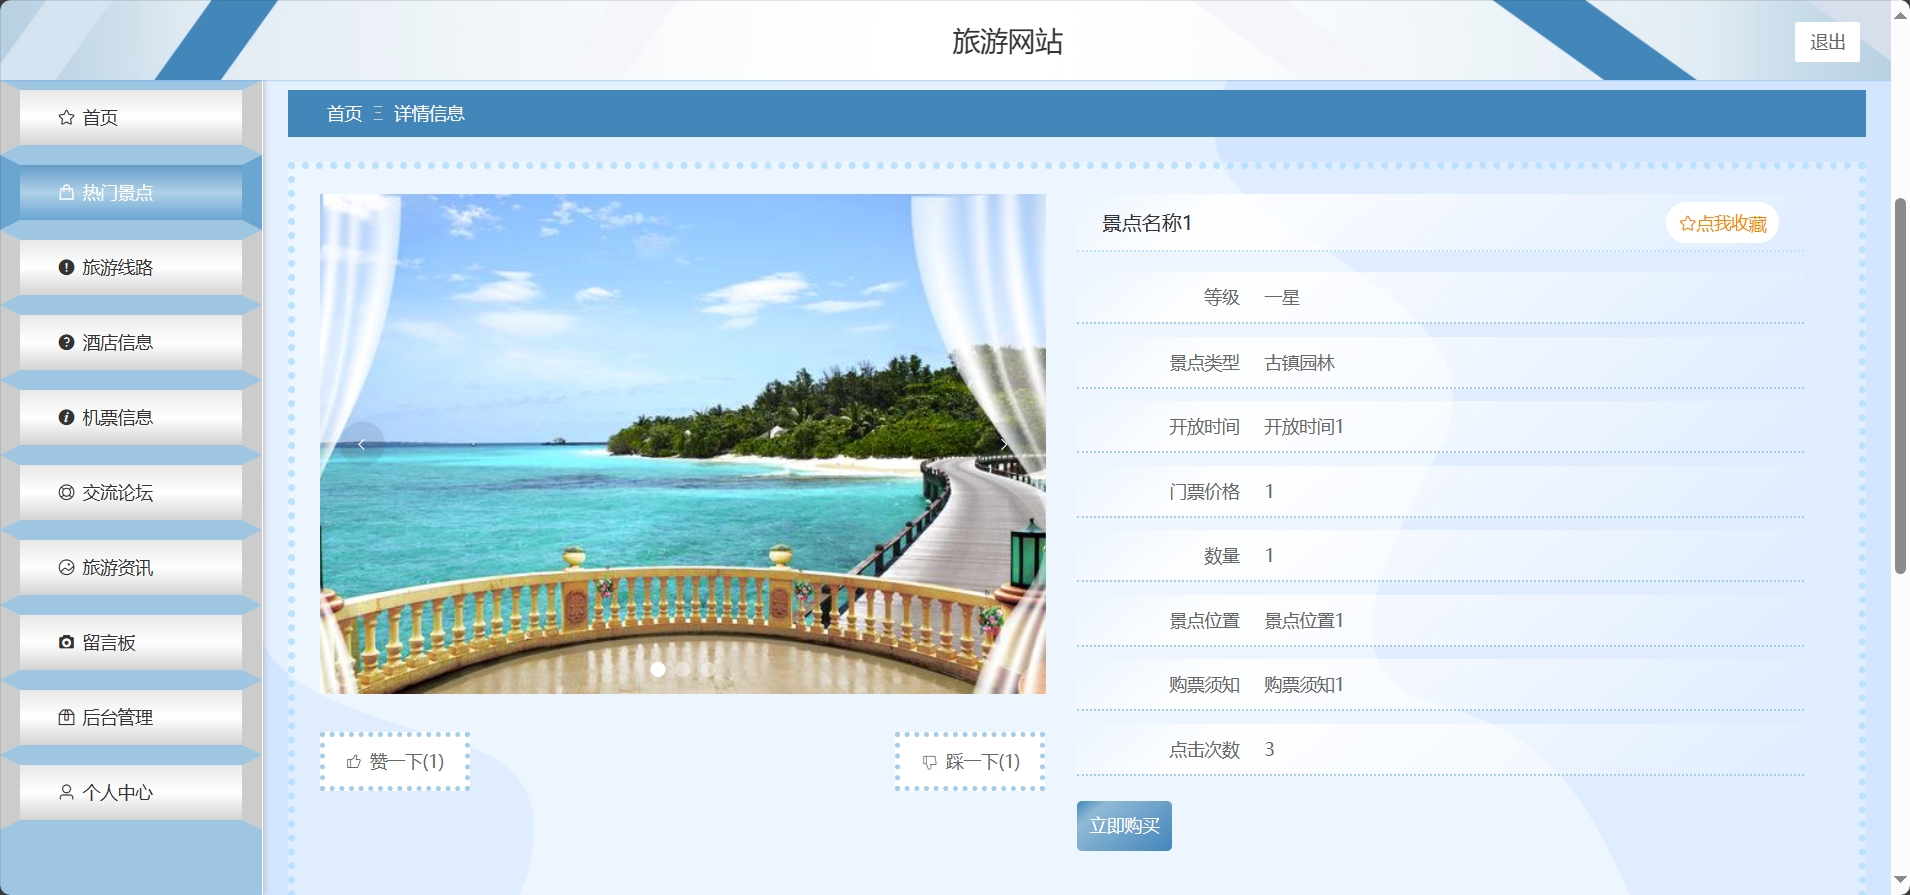 旅游网站
退出
首页
热门景点
旅游线路
酒店信息
机票信息
交流论坛
旅游资讯
留言板
后台管理
个人中心
首页 三 详情信息
景点名称1
点我收藏
等级 一星
景点类型 古镇园林
开放时间 开放时间1
门票价格 1
数量 1
景点位置 景点位置1
购票须知 购票须知1
点击次数 3
赞一下(1)
踩一下(1)
立即购买